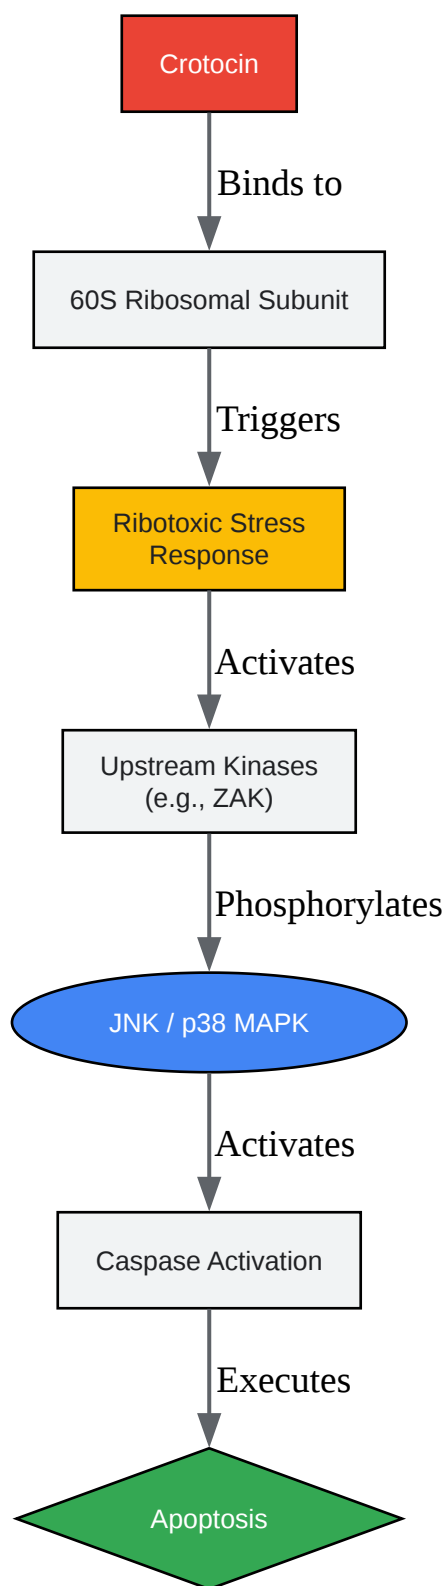 Crotocin
Binds to
60S Ribosomal Subunit
Triggers
Ribotoxic Stress
Response
Activates
Upstream Kinases
(e.g., ZAK)
Phosphorylates
JNK / p38 MAPK
Activates
Caspase Activation
Executes
Apoptosis